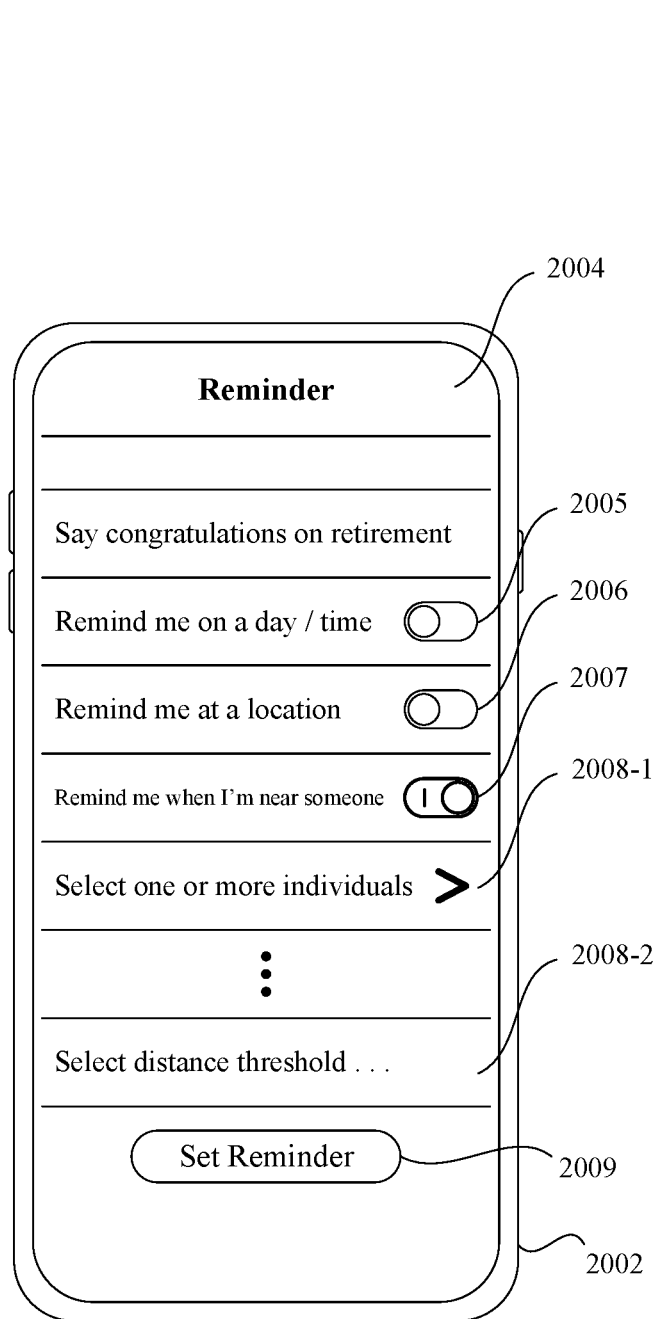 2004
Reminder
Say congratulations on retirement
2005
Remind me on a day / time
2006
Remind me at a location
2007
Remind me when I'm near someone
2008-1
Select one or more individuals >
2008-2
Select distance threshold . . .
Set Reminder
2009
2002